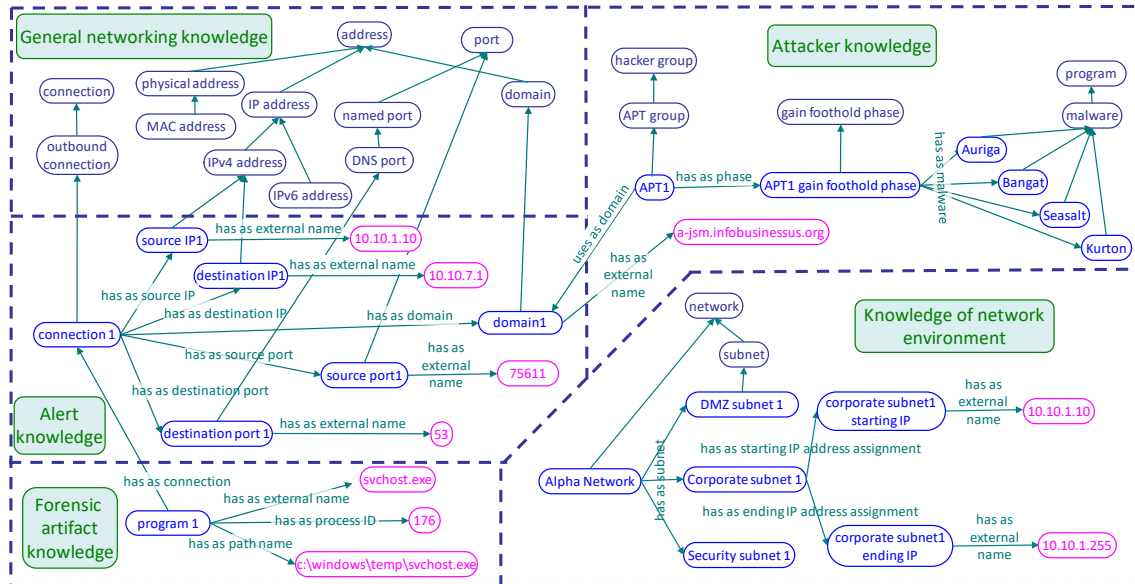 General networking knowledge
address
port
connection
physical address
MAC address
IP address
named port
domain
outbound
connection
IPv4 address
DNS port
IPv6 address
Attacker knowledge
hacker group
APT group
gain foothold phase
program
malware
APT1
has as phase
APT1 gain foothold phase
has as malware
Auriga
Bangat
Seasalt
Kurton
uses as domain
a-jsm.infobusinessus.org
has as
external
name
source IP1
has as external name
10.10.1.10
destination IP1
has as external name
10.10.7.1
has as source IP
has as destination IP
connection 1
has as domain
domain1
has as source port
source port1
has as
external
name
75611
has as destination port
Alert
knowledge
destination port 1
has as external name
53
has as connection
Forensic
artifact
knowledge
program 1
has as external name
svchost.exe
has as process ID
176
has as path name
c:\windows\temp\svchost.exe
Knowledge of network
environment
network
subnet
DMZ subnet 1
corporate subnet1
starting IP
has as
external
name
10.10.1.10
has as starting IP address assignment
Alpha Network
has as subnet
Corporate subnet 1
has as ending IP address assignment
Security subnet 1
corporate subnet1
ending IP
has as
external
name
10.10.1.255